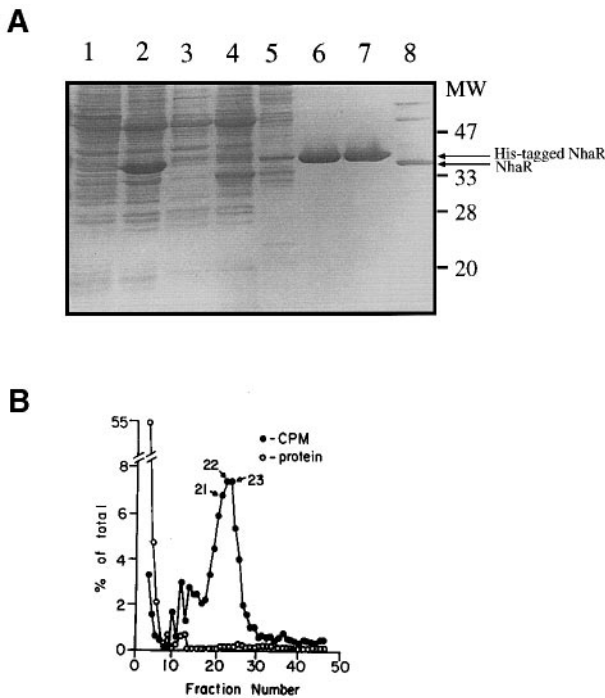 A
1 2 3 4 5 6 7 8
MW
47
His-tagged NhaR
NhaR
33
28
20
B
55
●-CPM
○-protein
8
22
21
23
6
4
2
0
% of total
0 10 20 30 40 50
Fraction Number